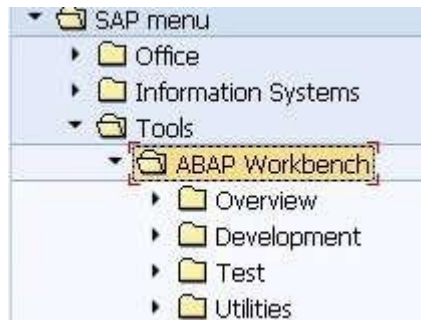 SAP menu
Office
Information Systems
Tools
ABAP Workbench
Overview
Development
Test
Utilities